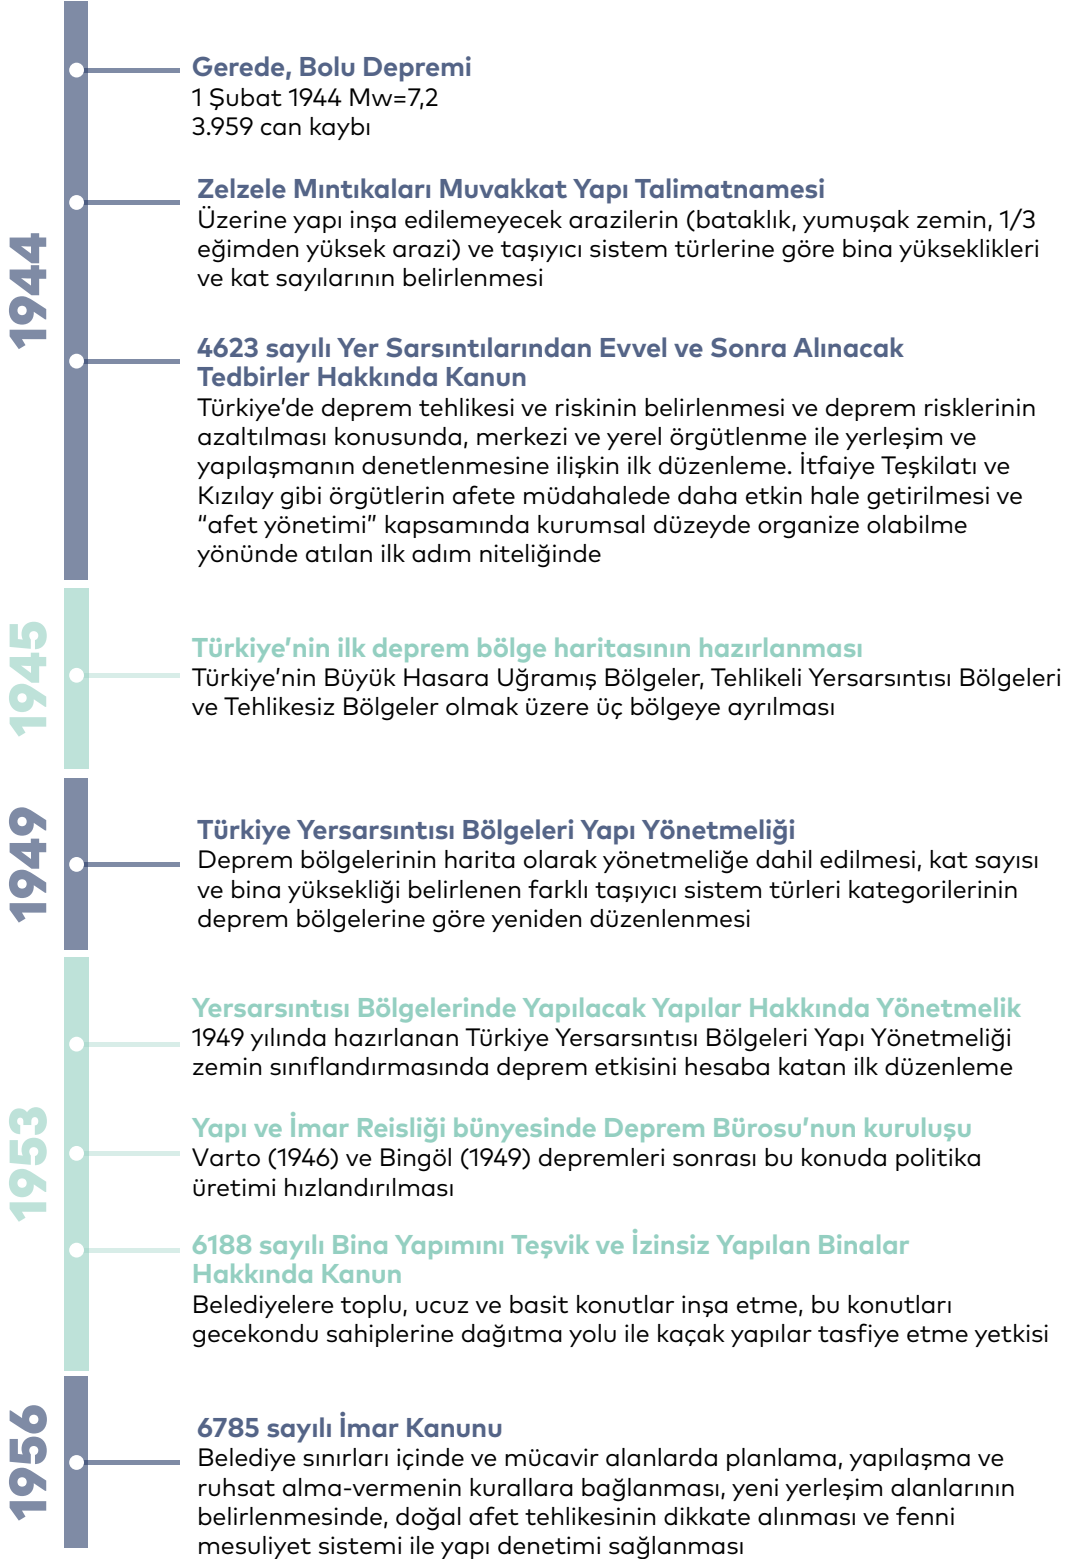 1944
Gerede, Bolu Depremi
1 Şubat 1944 Mw=7,2
3.959 can kaybı
Zelzele Mıntıkaları Muvakkat Yapı Talimatnamesi
Üzerine yapı inşa edilemeyecek arazilerin (bataklık, yumuşak zemin, 1/3
eğimden yüksek arazi) ve taşıyıcı sistem türlerine göre bina yükseklikleri
ve kat sayılarının belirlenmesi
4623 sayılı Yer Sarsıntılarından Evvel ve Sonra Alınacak
Tedbirler Hakkında Kanun
Türkiye’de deprem tehlikesi ve riskinin belirlenmesi ve deprem risklerinin
azaltılması konusunda, merkezi ve yerel örgütlenme ile yerleşim ve
yapılaşmanın denetlenmesine ilişkin ilk düzenleme. İtfaiye Teşkilatı ve
Kızılay gibi örgütlerin afete müdahalede daha etkin hale getirilmesi ve
“afet yönetimi” kapsamında kurumsal düzeyde organize olabilme
yönünde atılan ilk adım niteliğinde
1945
Türkiye’nin ilk deprem bölge haritasının hazırlanması
Türkiye’nin Büyük Hasara Uğramış Bölgeler, Tehlikeli Yersarsıntısı Bölgeleri
ve Tehlikesiz Bölgeler olmak üzere üç bölgeye ayrılması
1949
Türkiye Yersarsıntısı Bölgeleri Yapı Yönetmeliği
Deprem bölgelerinin harita olarak yönetmeliğe dahil edilmesi, kat sayısı
ve bina yüksekliği belirlenen farklı taşıyıcı sistem türleri kategorilerinin
deprem bölgelerine göre yeniden düzenlenmesi
1953
Yersarsıntısı Bölgelerinde Yapılacak Yapılar Hakkında Yönetmelik
1949 yılında hazırlanan Türkiye Yersarsıntısı Bölgeleri Yapı Yönetmeliği
zemin sınıflandırmasında deprem etkisini hesaba katan ilk düzenleme
Yapı ve İmar Reisliği bünyesinde Deprem Bürosu’nun kuruluşu
Varto (1946) ve Bingöl (1949) depremleri sonrası bu konuda politika
üretimi hızlandırılması
6188 sayılı Bina Yapımını Teşvik ve İzinsiz Yapılan Binalar
Hakkında Kanun
Belediyelere toplu, ucuz ve basit konutlar inşa etme, bu konutları
gecekondu sahiplerine dağıtma yolu ile kaçak yapılar tasfiye etme yetkisi
1956
6785 sayılı İmar Kanunu
Belediye sınırları içinde ve mücavir alanlarda planlama, yapılaşma ve
ruhsat alma-vermenin kurallara bağlanması, yeni yerleşim alanlarının
belirlenmesinde, doğal afet tehlikesinin dikkate alınması ve fenni
mesuliyet sistemi ile yapı denetimi sağlanması